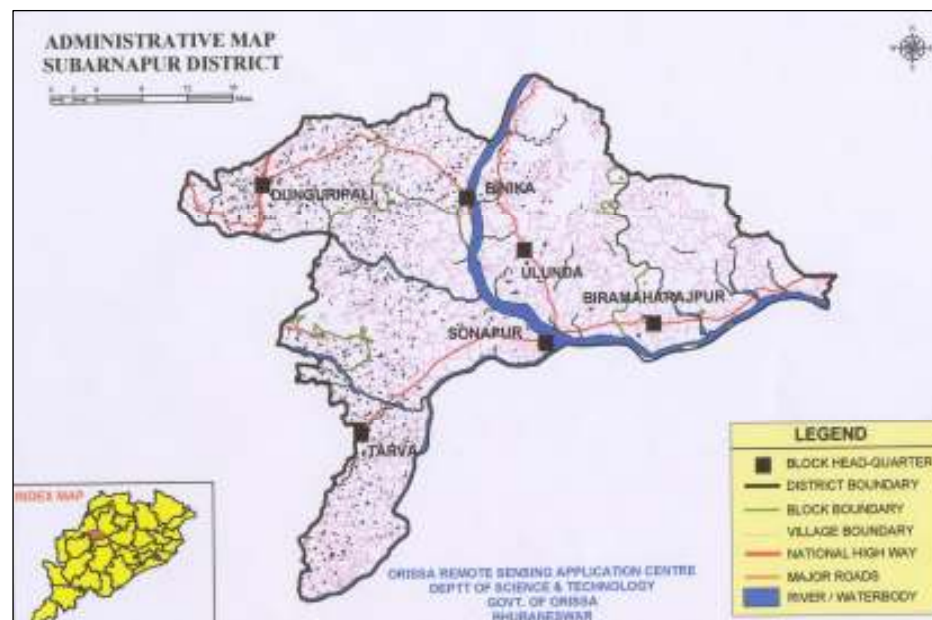 ADMINISTRATIVE MAP
SUBARNAPUR DISTRICT
DUNGURIPALI
BINIKA
ULUNDA
BIRAMAHARAJPUR
SONAPUR
TARVA
LEGEND
BLOCK HEAD-QUARTER
DISTRICT BOUNDARY
BLOCK BOUNDARY
VILLAGE BOUNDARY
NATIONAL HIGH WAY
MAJOR ROADS
RIVER / WATERBODY
INDEX MAP
ORISSA REMOTE SENSING APPLICATION CENTRE
DEPTT OF SCIENCE & TECHNOLOGY
GOVT. OF ORISSA
BHUBANESWAR